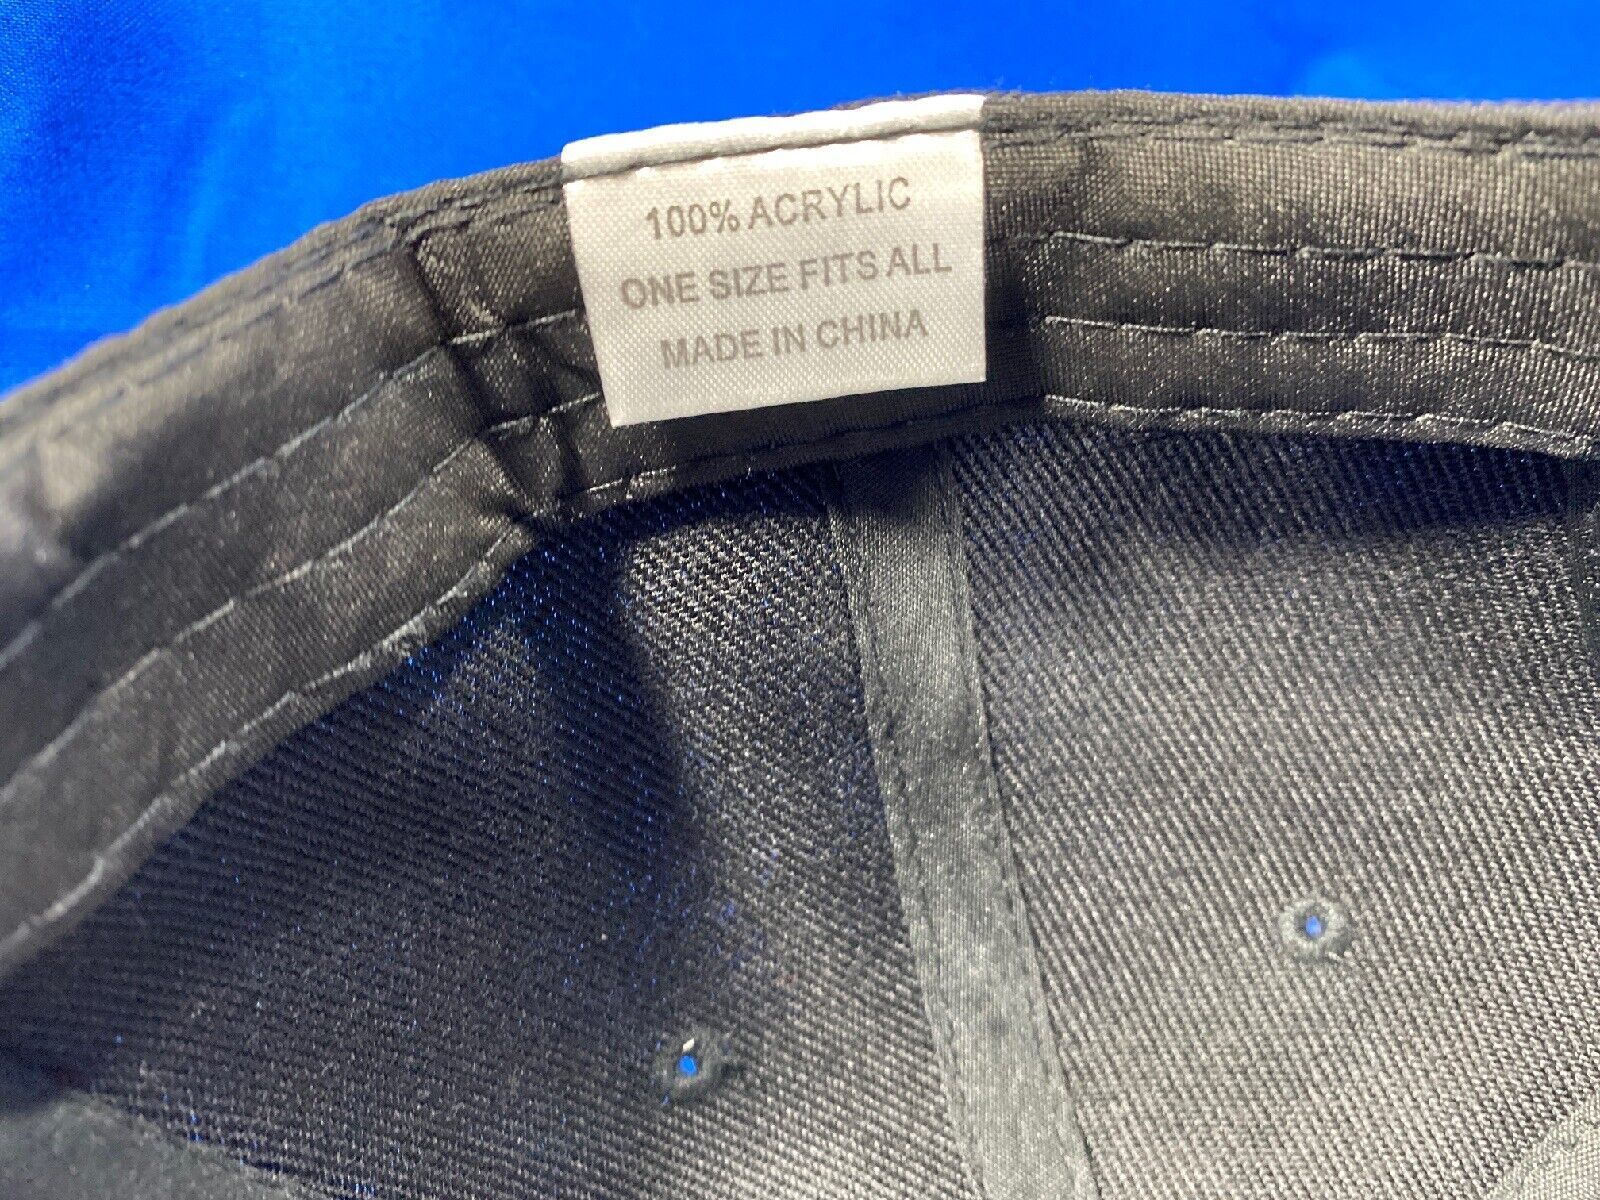 100% ACRYLIC
ONE SIZE FITS ALL
MADE IN CHINA